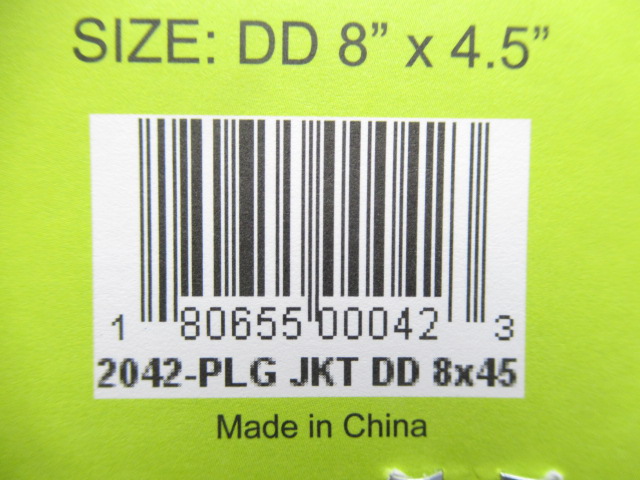 SIZE: DD 8” x 4.5”
1 80655 00042 3
2042-PLG JKT DD 8x45
Made in China